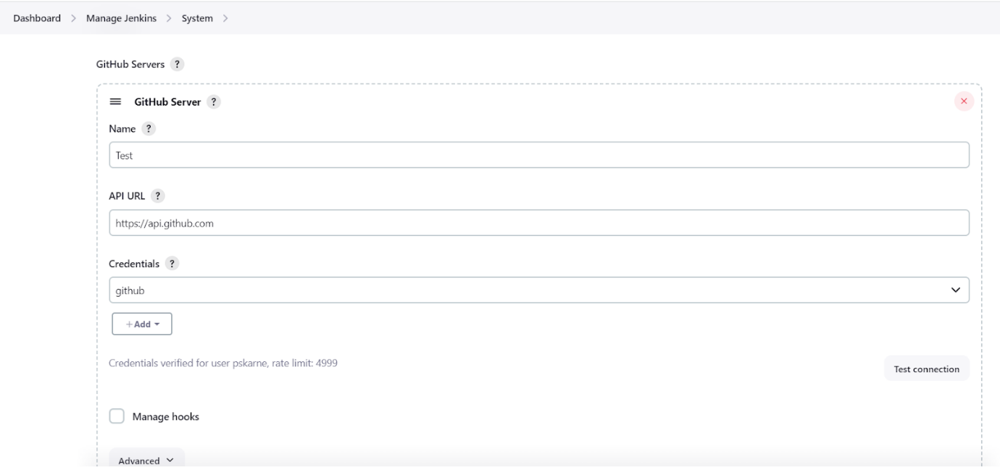 Dashboard > Manage Jenkins > System >
GitHub Servers ?
GitHub Server ?
Name ?
Test
API URL ?
https://api.github.com
Credentials ?
github
+ Add
Credentials verified for user pskarne, rate limit: 4999
Test connection
Manage hooks
Advanced